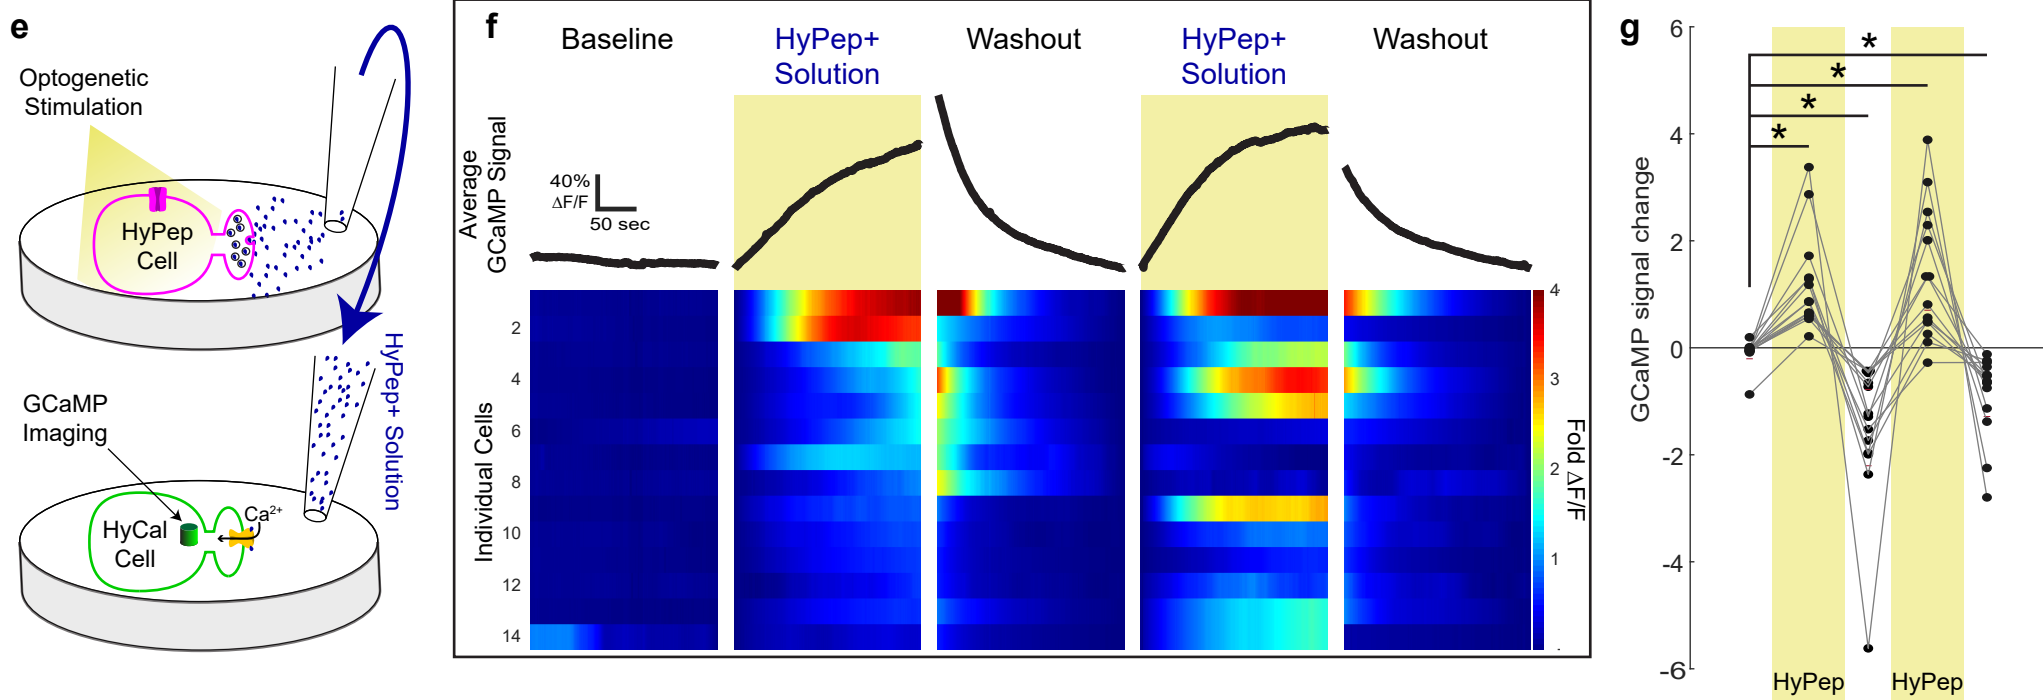 e
Optogenetic
Stimulation
HyPep
Cell
HyPep+ Solution
GCaMP
Imaging
HyCal
Cell
Ca²⁺
f
Baseline
HyPep+
Solution
Washout
HyPep+
Solution
Washout
Average
GCaMP Signal
40%
ΔF/F
50 sec
Individual Cells
2
4
6
8
10
12
14
4
3
2
1
Fold ΔF/F
g
GCaMP signal change
6
4
2
0
-2
-4
-6
*
*
*
*
HyPep
HyPep